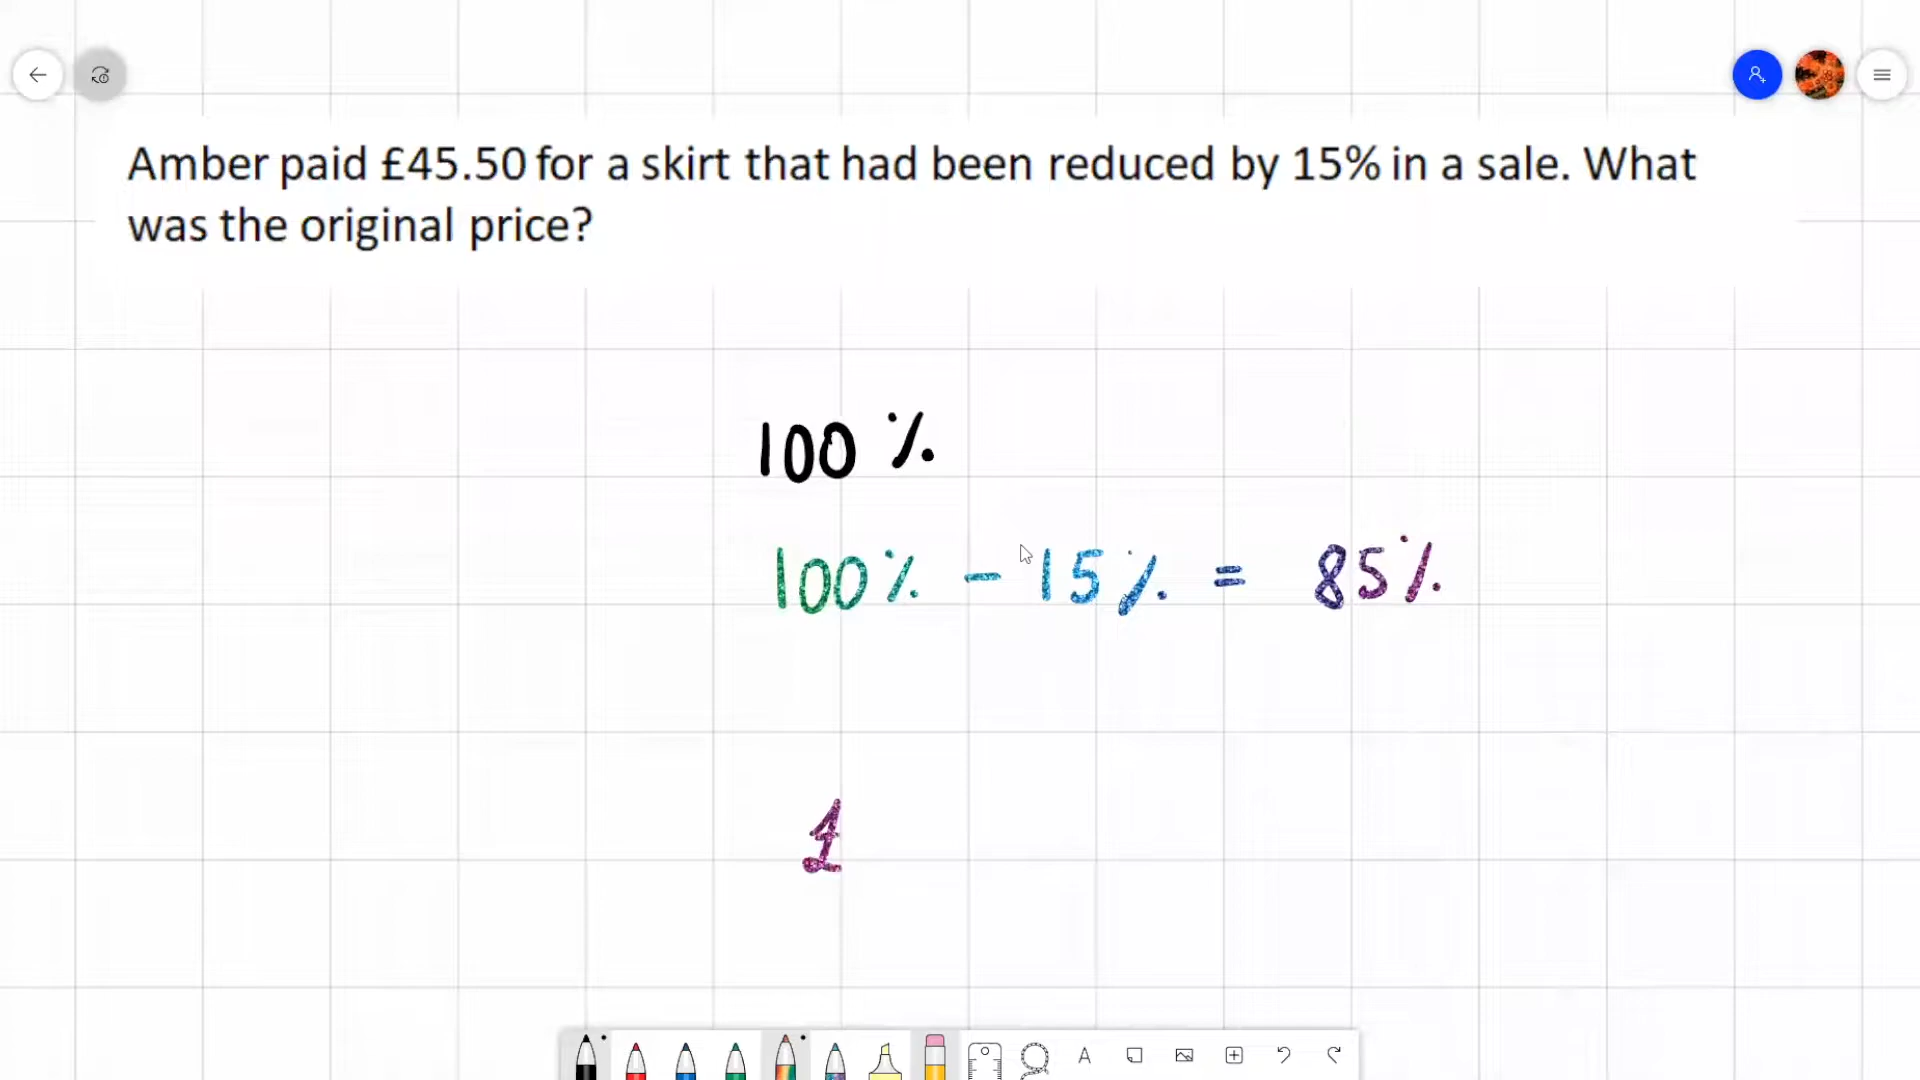 Amber paid £45.50 for a skirt that had been reduced by 15% in a sale. What
was the original price?
100 %
100% - 15% = 85%
£
A